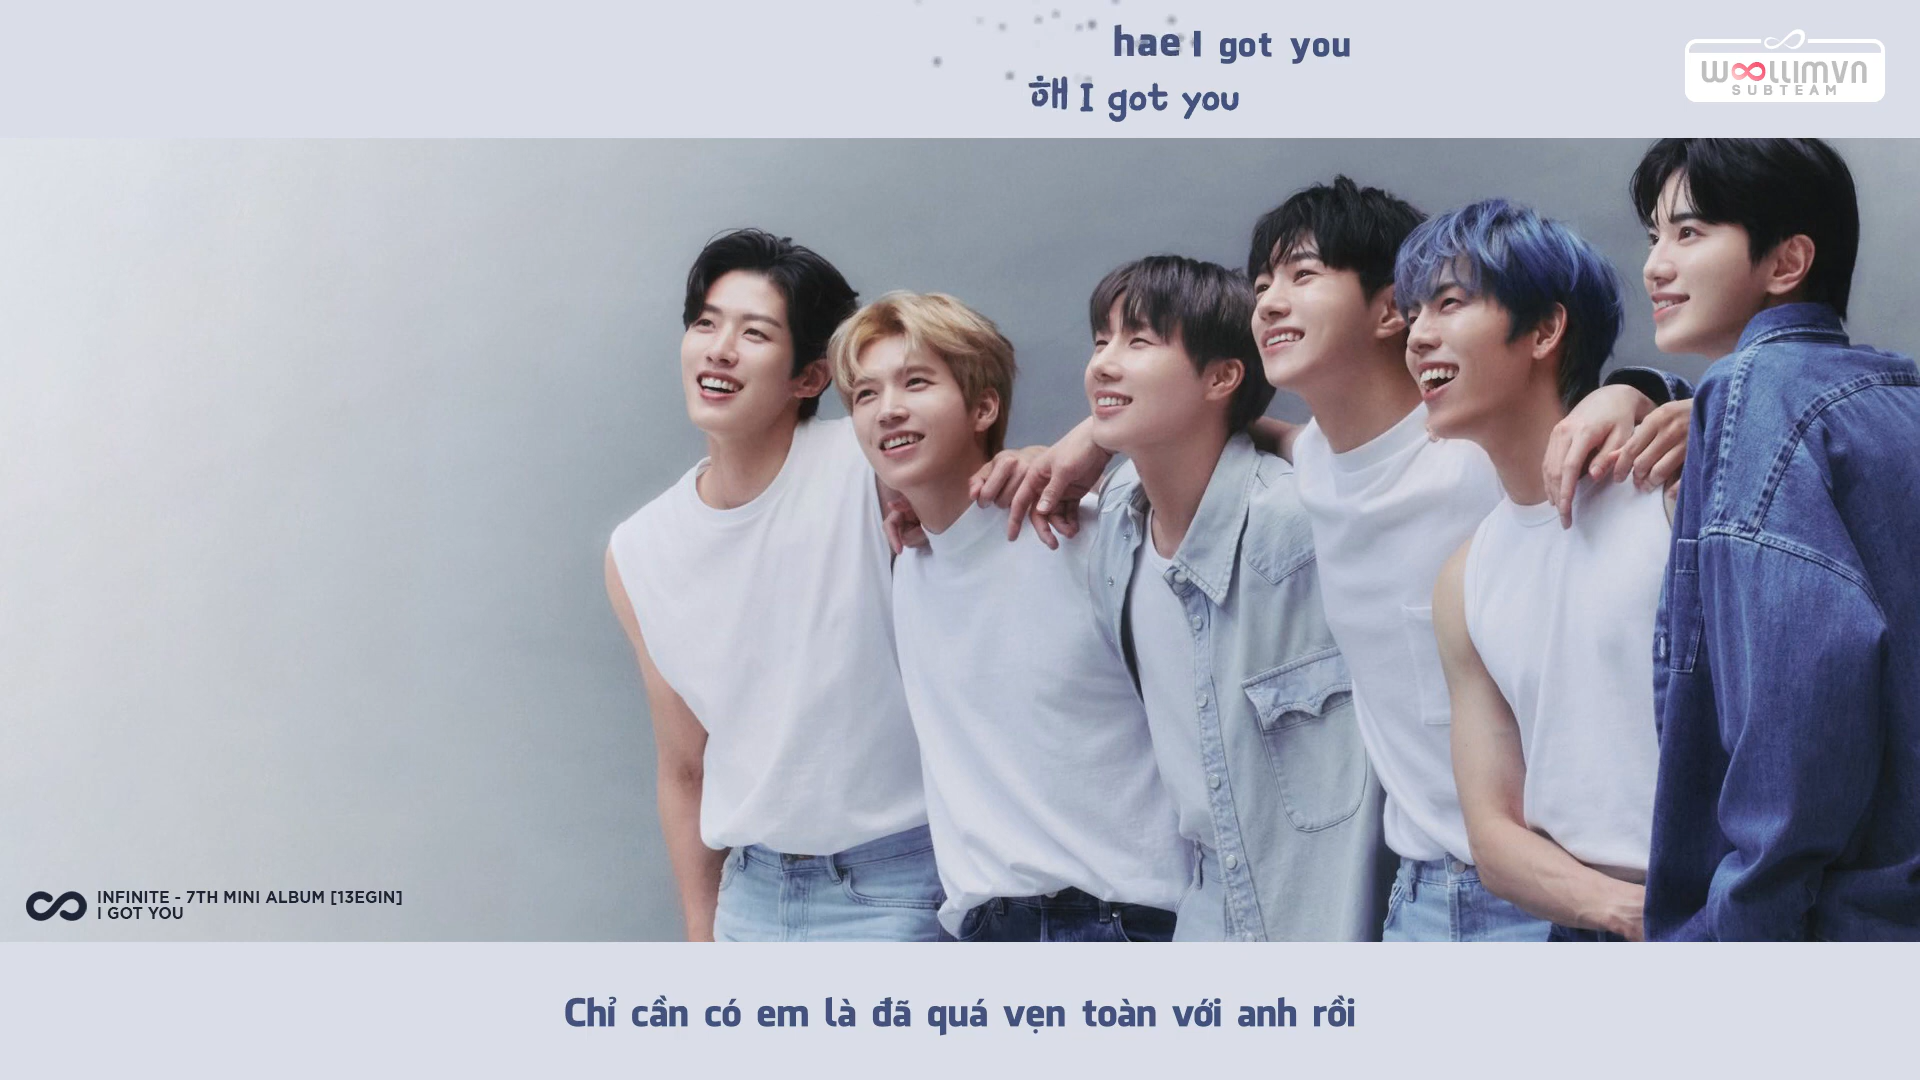 hae I got you
해 I got you
WOOLLIMVN
SUBTEAM
INFINITE - 7TH MINI ALBUM [13EGIN]
I GOT YOU
Chỉ cần có em là đã quá vẹn toàn với anh rồi